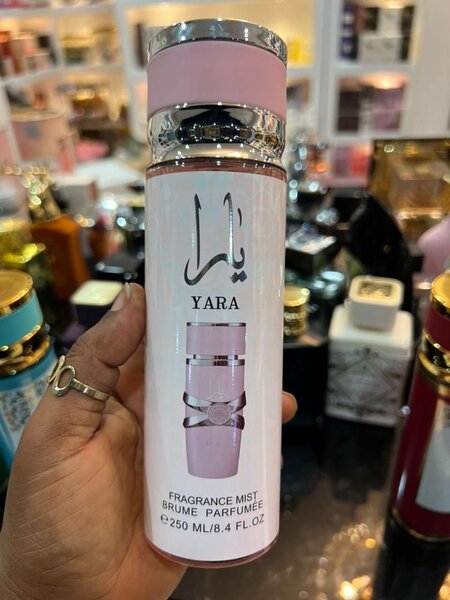 يارا
YARA
FRAGRANCE MIST
BRUME PARFUMÉE
℮250 ML/8.4 FL.OZ